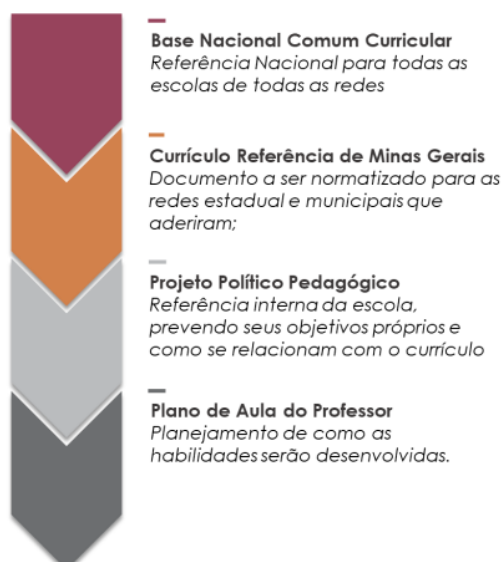 Base Nacional Comum Curricular
Referência Nacional para todas as
escolas de todas as redes
Currículo Referência de Minas Gerais
Documento a ser normatizado para as
redes estadual e municipais que
aderiram;
Projeto Político Pedagógico
Referência interna da escola,
prevendo seus objetivos próprios e
como se relacionam com o currículo
Plano de Aula do Professor
Planejamento de como as
habilidades serão desenvolvidas.